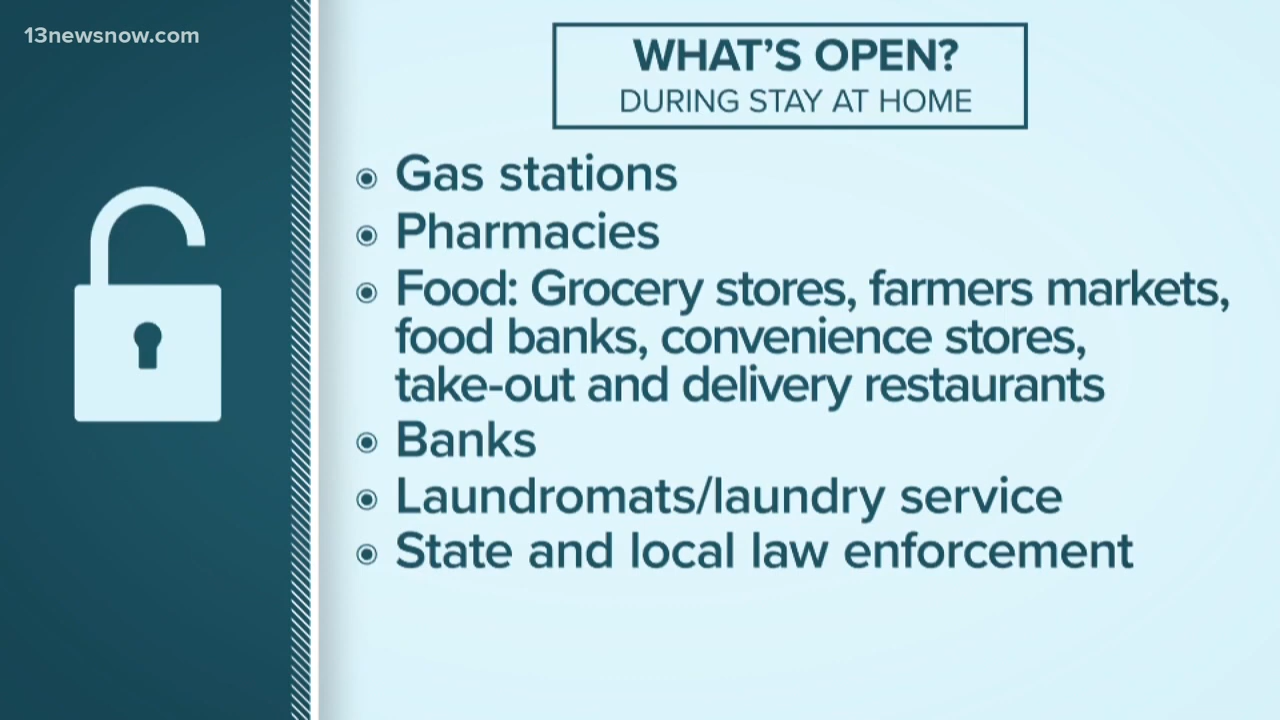 13newsnow.com
WHAT'S OPEN?
DURING STAY AT HOME
Gas stations
Pharmacies
Food: Grocery stores, farmers markets,
food banks, convenience stores,
take-out and delivery restaurants
Banks
Laundromats/laundry service
State and local law enforcement